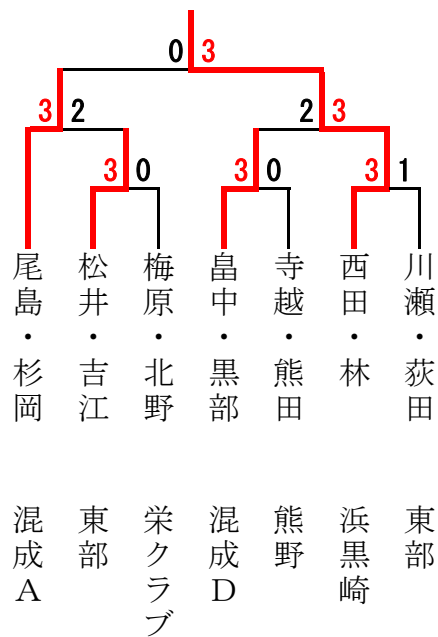 0 3
3 2
2 3
3 0
3 0
3 1
尾島・杉岡
松井・吉江
梅原・北野
畠中・黒部
寺越・熊田
西田・林
川瀬・荻田
混成A
東部
栄クラブ
混成D
熊野
浜黒崎
東部